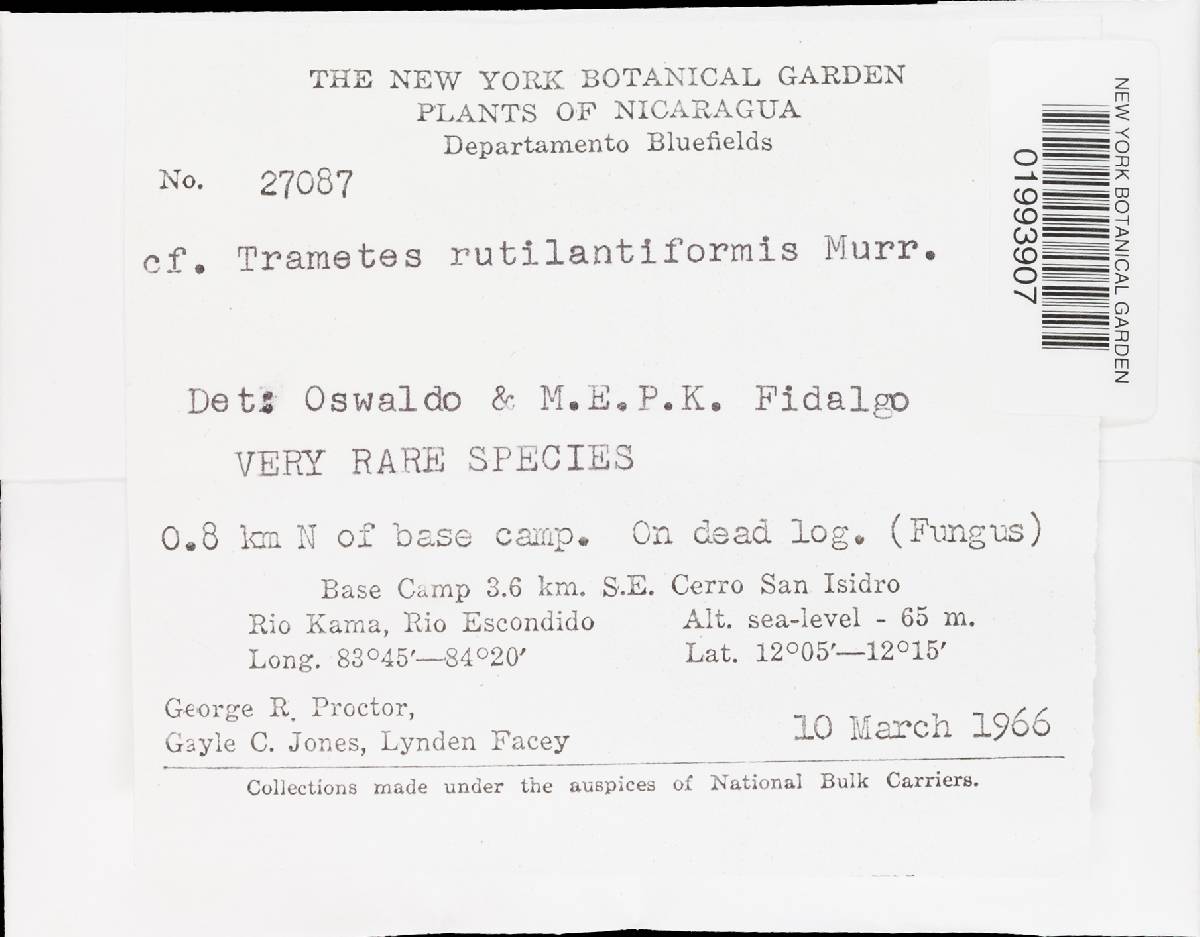 THE NEW YORK BOTANICAL GARDEN
PLANTS OF NICARAGUA
Departamento Bluefields
No. 27087
cf. Trametes rutilantiformis Murr.
Det: Oswaldo & M.E.P.K. Fidalgo
VERY RARE SPECIES
0.8 km N of base camp. On dead log. (Fungus)
Base Camp 3.6 km. S.E. Cerro San Isidro
Rio Kama, Rio Escondido Alt. sea-level - 65 m.
Long. 83°45′—84°20′ Lat. 12°05′—12°15′
George R. Proctor,
Gayle C. Jones, Lynden Facey 10 March 1966
Collections made under the auspices of National Bulk Carriers.
NEW YORK BOTANICAL GARDEN
01993907